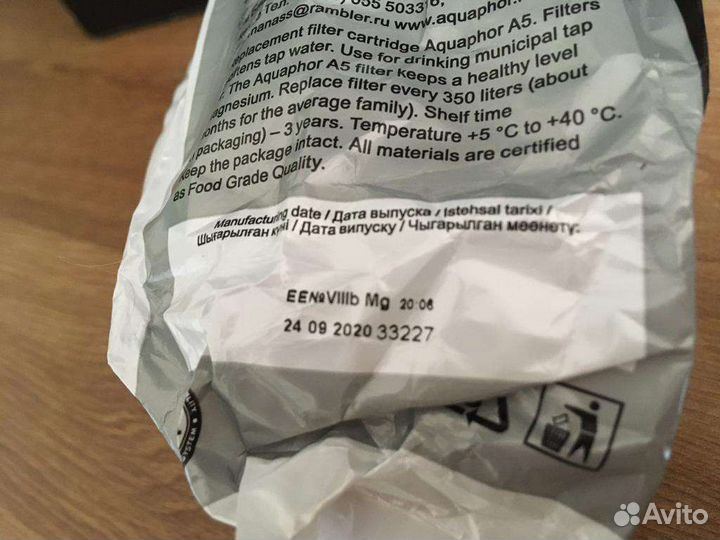 Тел.
055 50331
nanass@rambler.ru www.aquaphor.
replacement filter cartridge Aquaphor A5. Filters
tap water. Use for drinking municipal tap
The Aquaphor A5 filter keeps a healthy level
magnesium. Replace filter every 350 liters (about
months for the average family). Shelf time
packaging) – 3 years. Temperature +5 °C to +40 °C.
Keep the package intact. All materials are certified
as Food Grade Quality.
Manufacturing date / Дата выпуска / Istehsal tarixi /
Шығарылған күні / Дата випуску / Чыгарылган мөөнөтү:
EE№VIIIb Mg 20:06
24 09 2020 33227
Avito